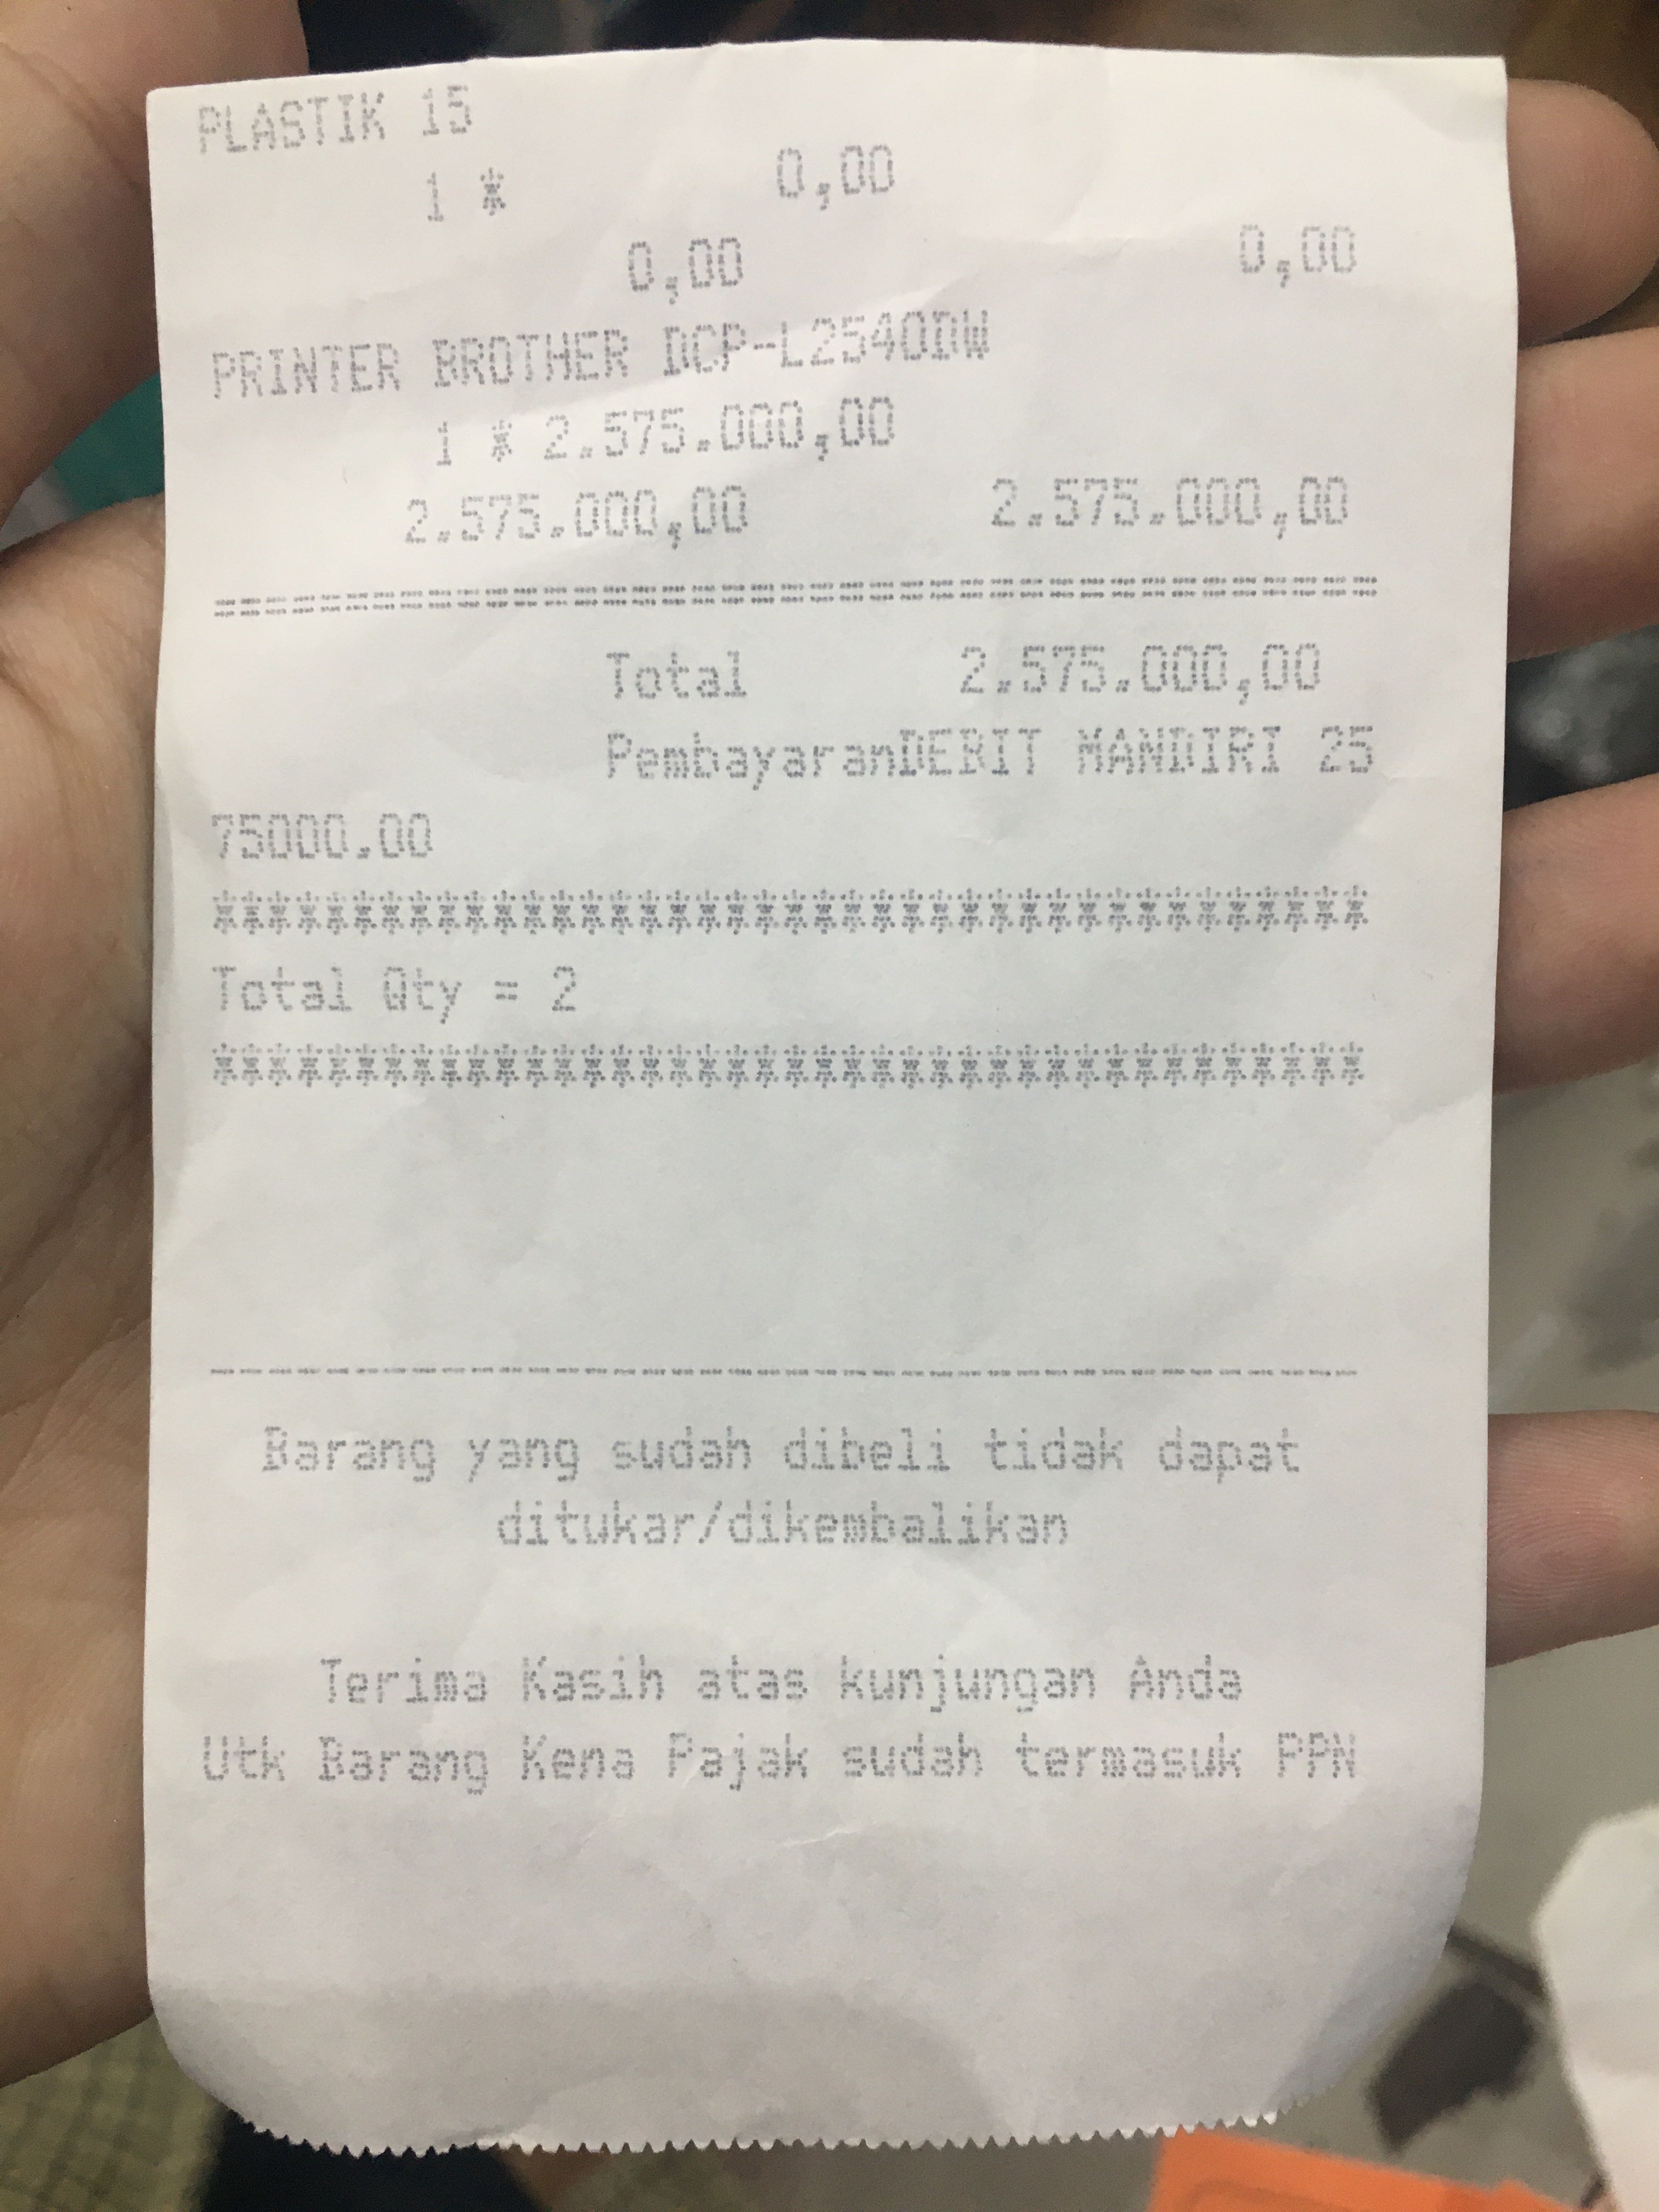 PLASTIK 15
1 * 0,00
0,00 0,00
PRINTER BROTHER DCP-L2540DW
1 * 2.575.000,00
2.575.000,00 2.575.000,00
========================================
Total 2.575.000,00
PembayaranDEBIT MANDIRI 25
75000.00
****************************************
Total Qty = 2
****************************************
----------------------------------------
Barang yang sudah dibeli tidak dapat
ditukar/dikembalikan
Terima Kasih atas kunjungan Anda
Utk Barang Kena Pajak sudah termasuk PPN